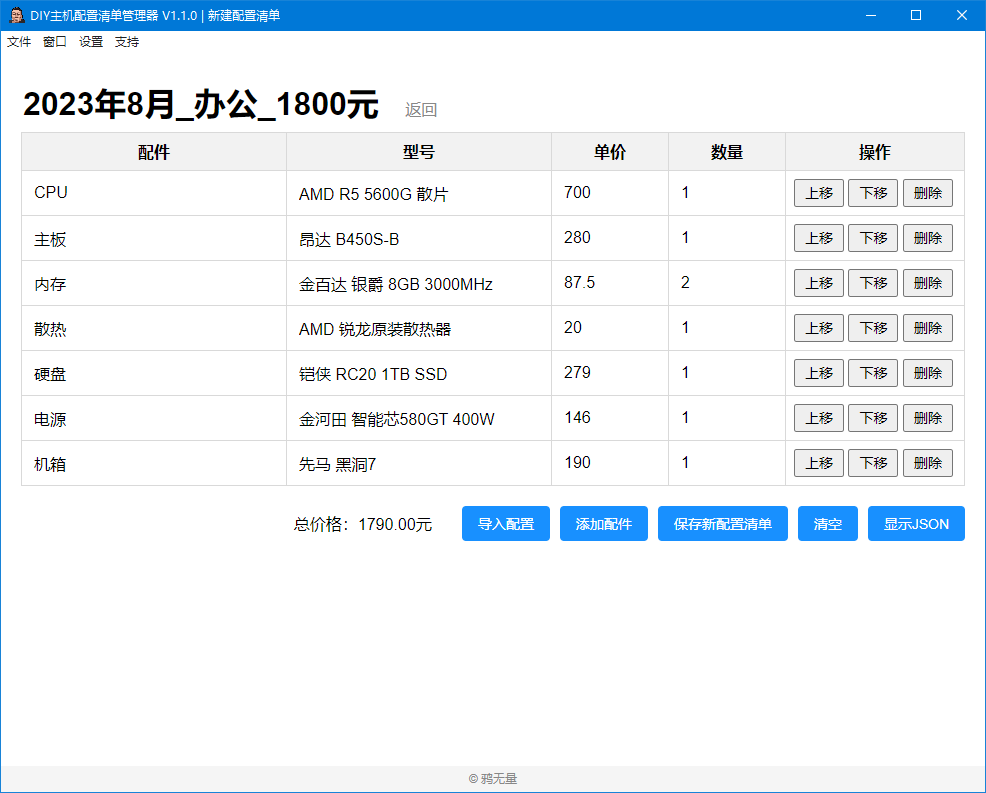 DIY主机配置清单管理器 V1.1.0 | 新建配置清单
文件 窗口 设置 支持
2023年8月_办公_1800元 返回
配件 型号 单价 数量 操作
CPU AMD R5 5600G 散片 700 1 上移 下移 删除
主板 昂达 B450S-B 280 1 上移 下移 删除
内存 金百达 银爵 8GB 3000MHz 87.5 2 上移 下移 删除
散热 AMD 锐龙原装散热器 20 1 上移 下移 删除
硬盘 铠侠 RC20 1TB SSD 279 1 上移 下移 删除
电源 金河田 智能芯580GT 400W 146 1 上移 下移 删除
机箱 先马 黑洞7 190 1 上移 下移 删除
总价格：1790.00元 导入配置 添加配件 保存新配置清单 清空 显示JSON
© 鸦无量